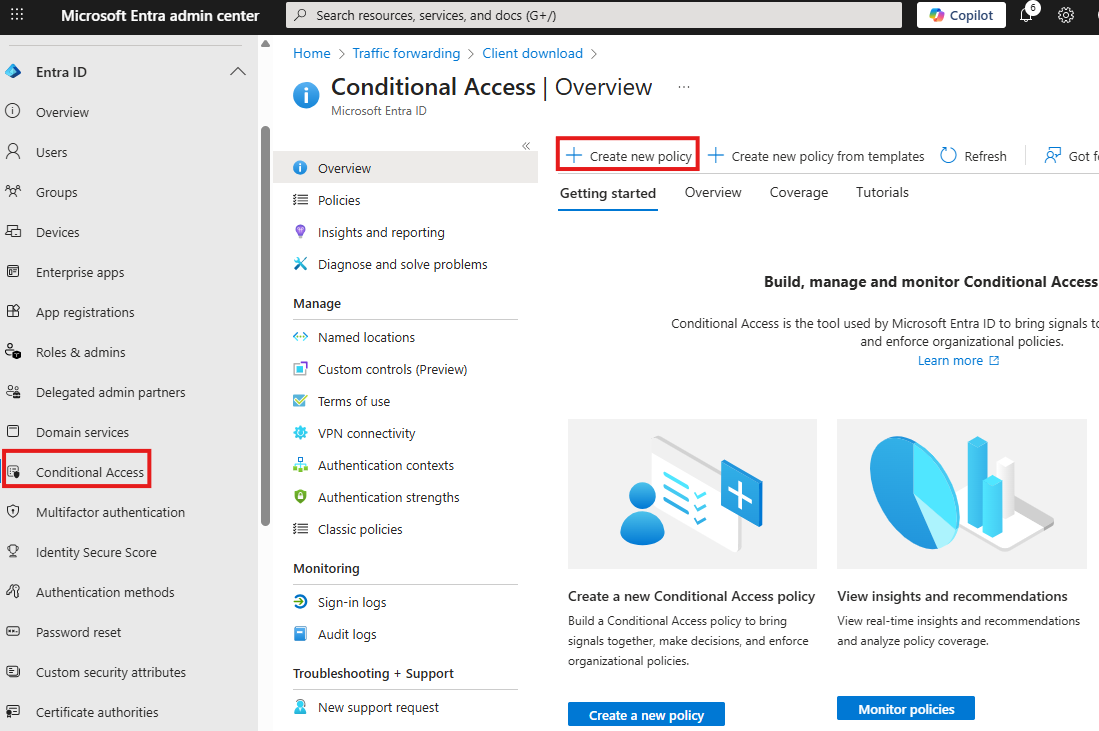 Microsoft Entra admin center
Search resources, services, and docs (G+/)
Copilot
6
Entra ID
Overview
Users
Groups
Devices
Enterprise apps
App registrations
Roles & admins
Delegated admin partners
Domain services
Conditional Access
Multifactor authentication
Identity Secure Score
Authentication methods
Password reset
Custom security attributes
Certificate authorities
Home > Traffic forwarding > Client download >
Conditional Access | Overview ...
Microsoft Entra ID
«
Overview
Policies
Insights and reporting
Diagnose and solve problems
Manage
Named locations
Custom controls (Preview)
Terms of use
VPN connectivity
Authentication contexts
Authentication strengths
Classic policies
Monitoring
Sign-in logs
Audit logs
Troubleshooting + Support
New support request
+ Create new policy + Create new policy from templates Refresh Got
Getting started Overview Coverage Tutorials
Build, manage and monitor Conditional Access
Conditional Access is the tool used by Microsoft Entra ID to bring signals
and enforce organizational policies.
Learn more
Create a new Conditional Access policy
Build a Conditional Access policy to bring
signals together, make decisions, and enforce
organizational policies.
Create a new policy
View insights and recommendations
View real-time insights and recommendations
and analyze policy coverage.
Monitor policies